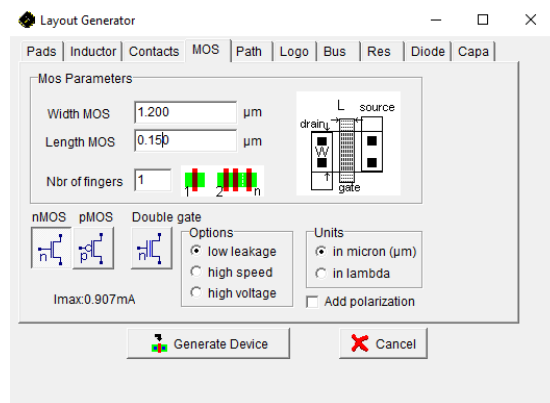 Layout Generator
Pads Inductor Contacts MOS Path Logo Bus Res Diode Capa
Mos Parameters
Width MOS 1.200 µm
Length MOS 0.150 µm
Nbr of fingers 1
1 2 n
L source
drain
W
gate
nMOS pMOS Double gate
n p n
Imax:0.907mA
Options
low leakage
high speed
high voltage
Units
in micron (µm)
in lambda
Add polarization
Generate Device Cancel